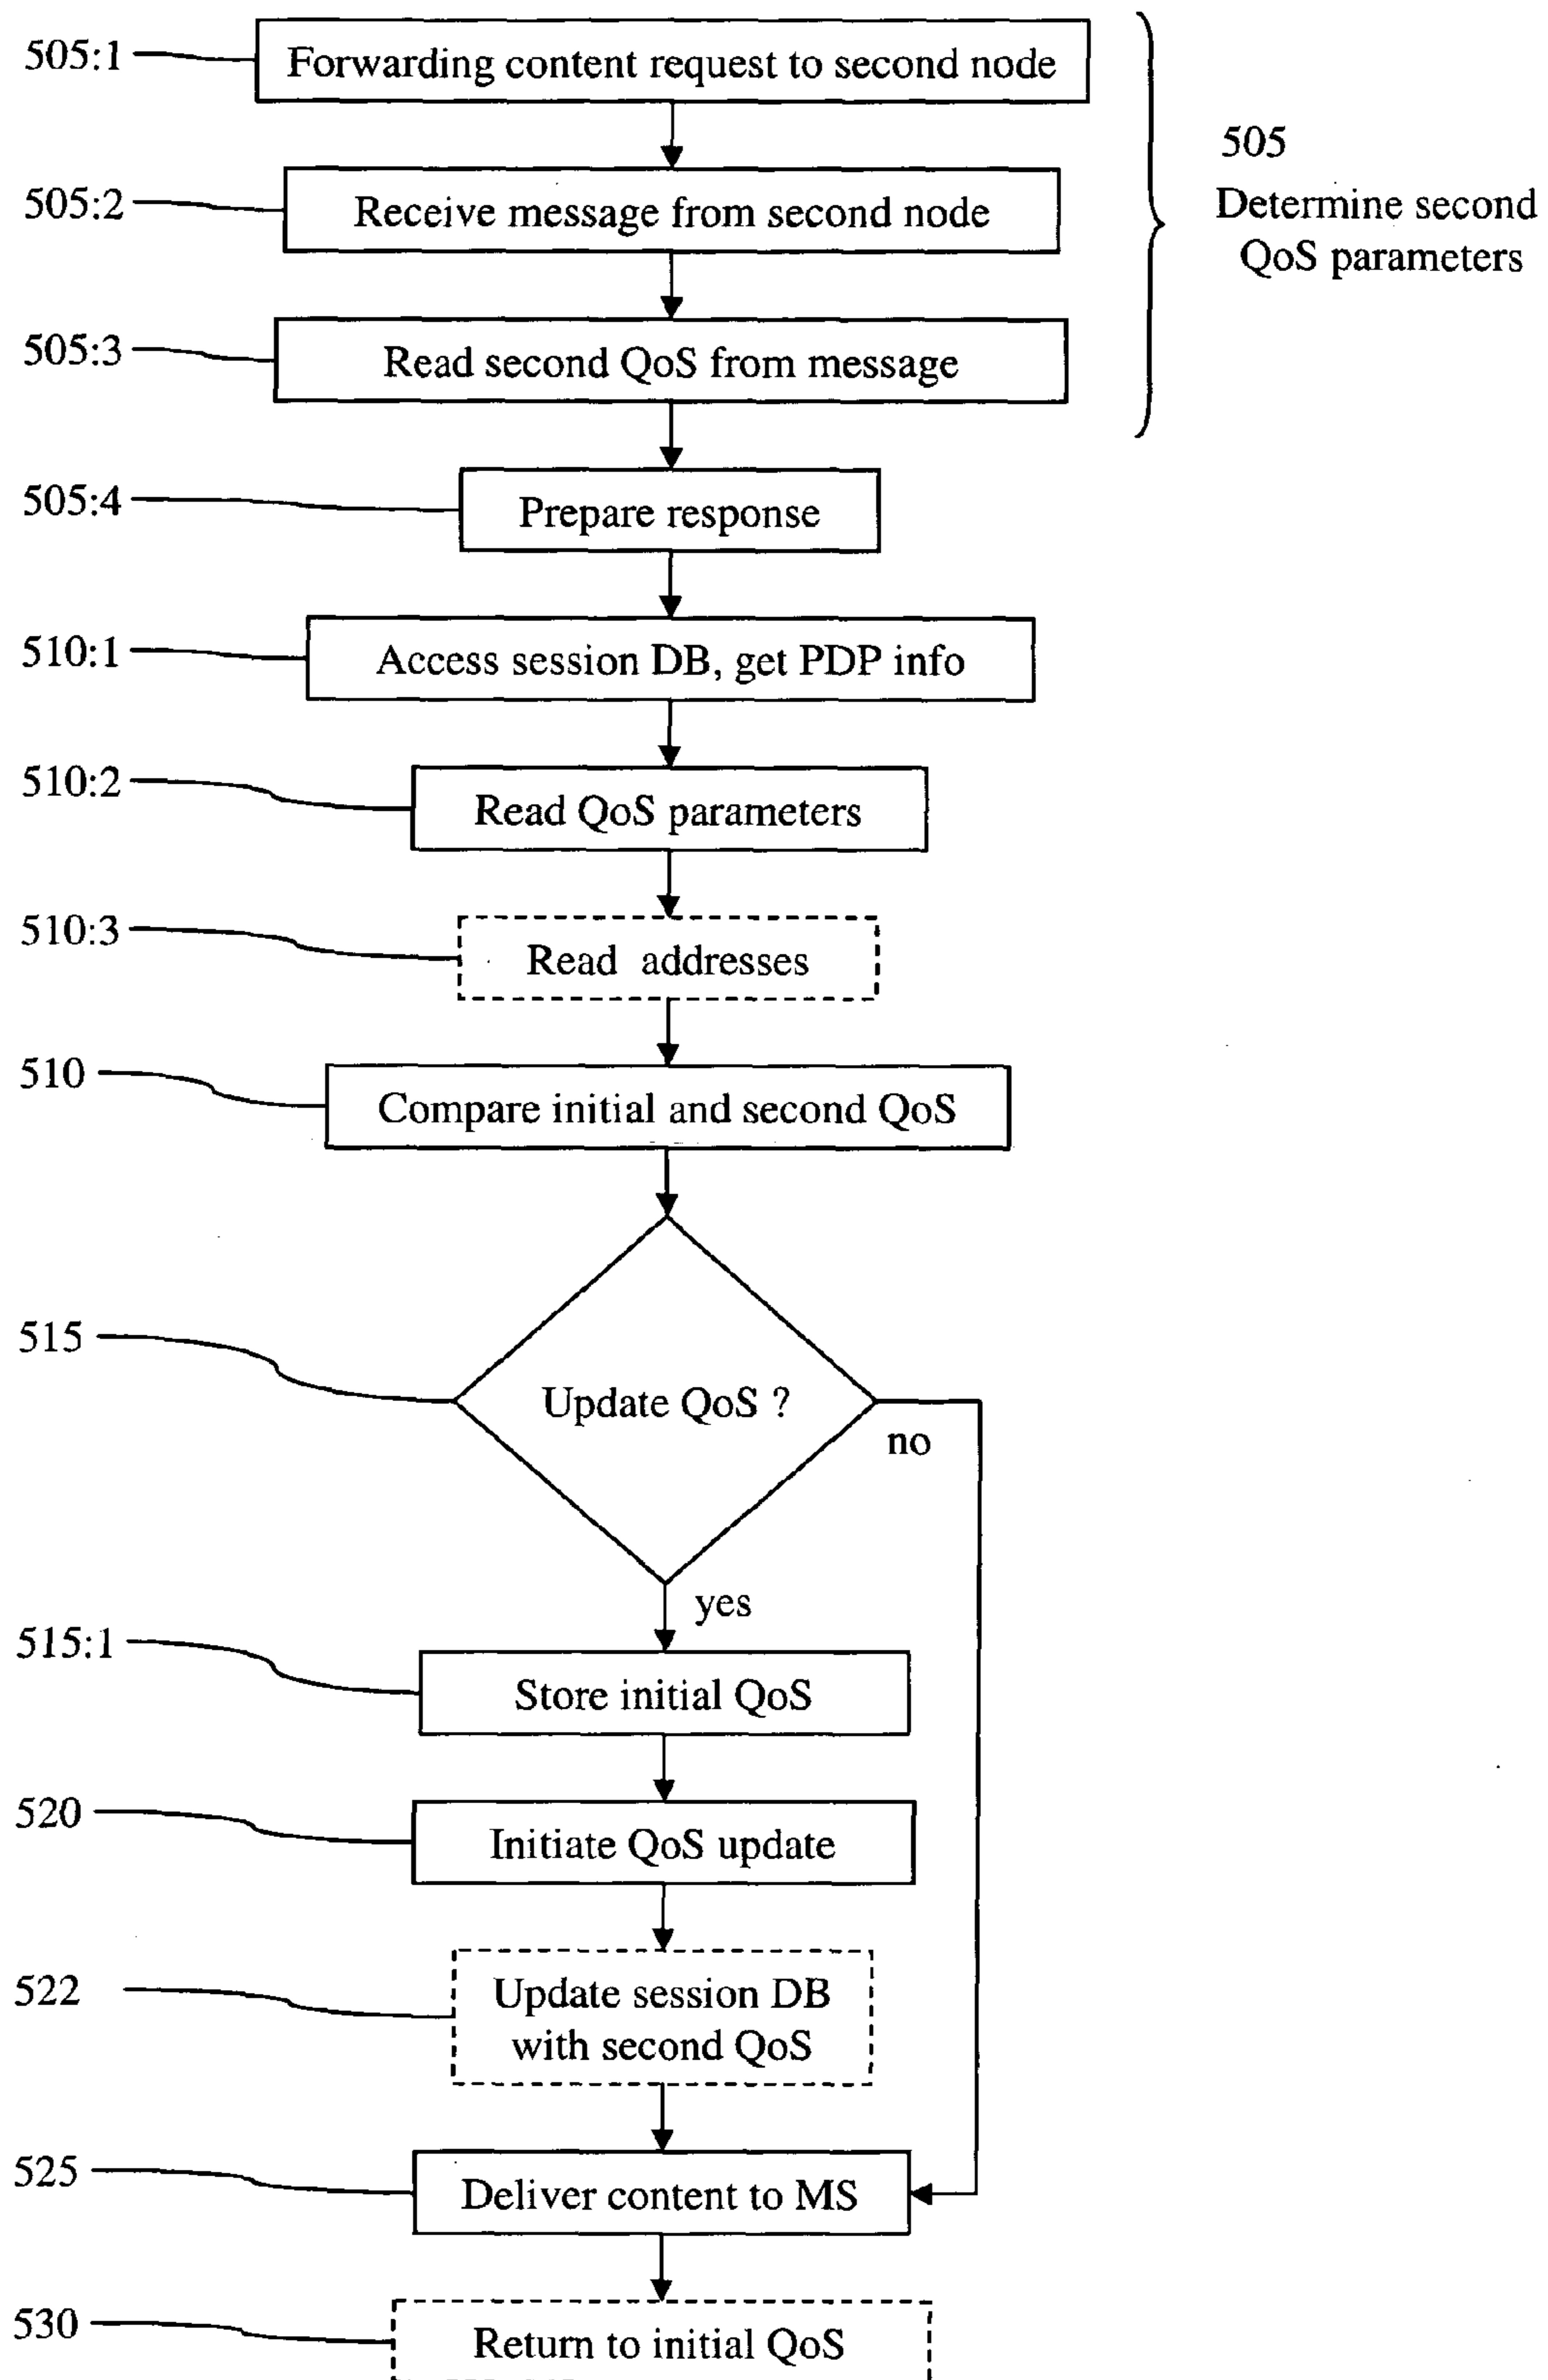 505:1 Forwarding content request to second node
505
Determine second
QoS parameters
505:2 Receive message from second node
505:3 Read second QoS from message
505:4 Prepare response
510:1 Access session DB, get PDP info
510:2 Read QoS parameters
510:3 Read addresses
510 Compare initial and second QoS
515 Update QoS ?
no
yes
515:1 Store initial QoS
520 Initiate QoS update
522 Update session DB
with second QoS
525 Deliver content to MS
530 Return to initial QoS